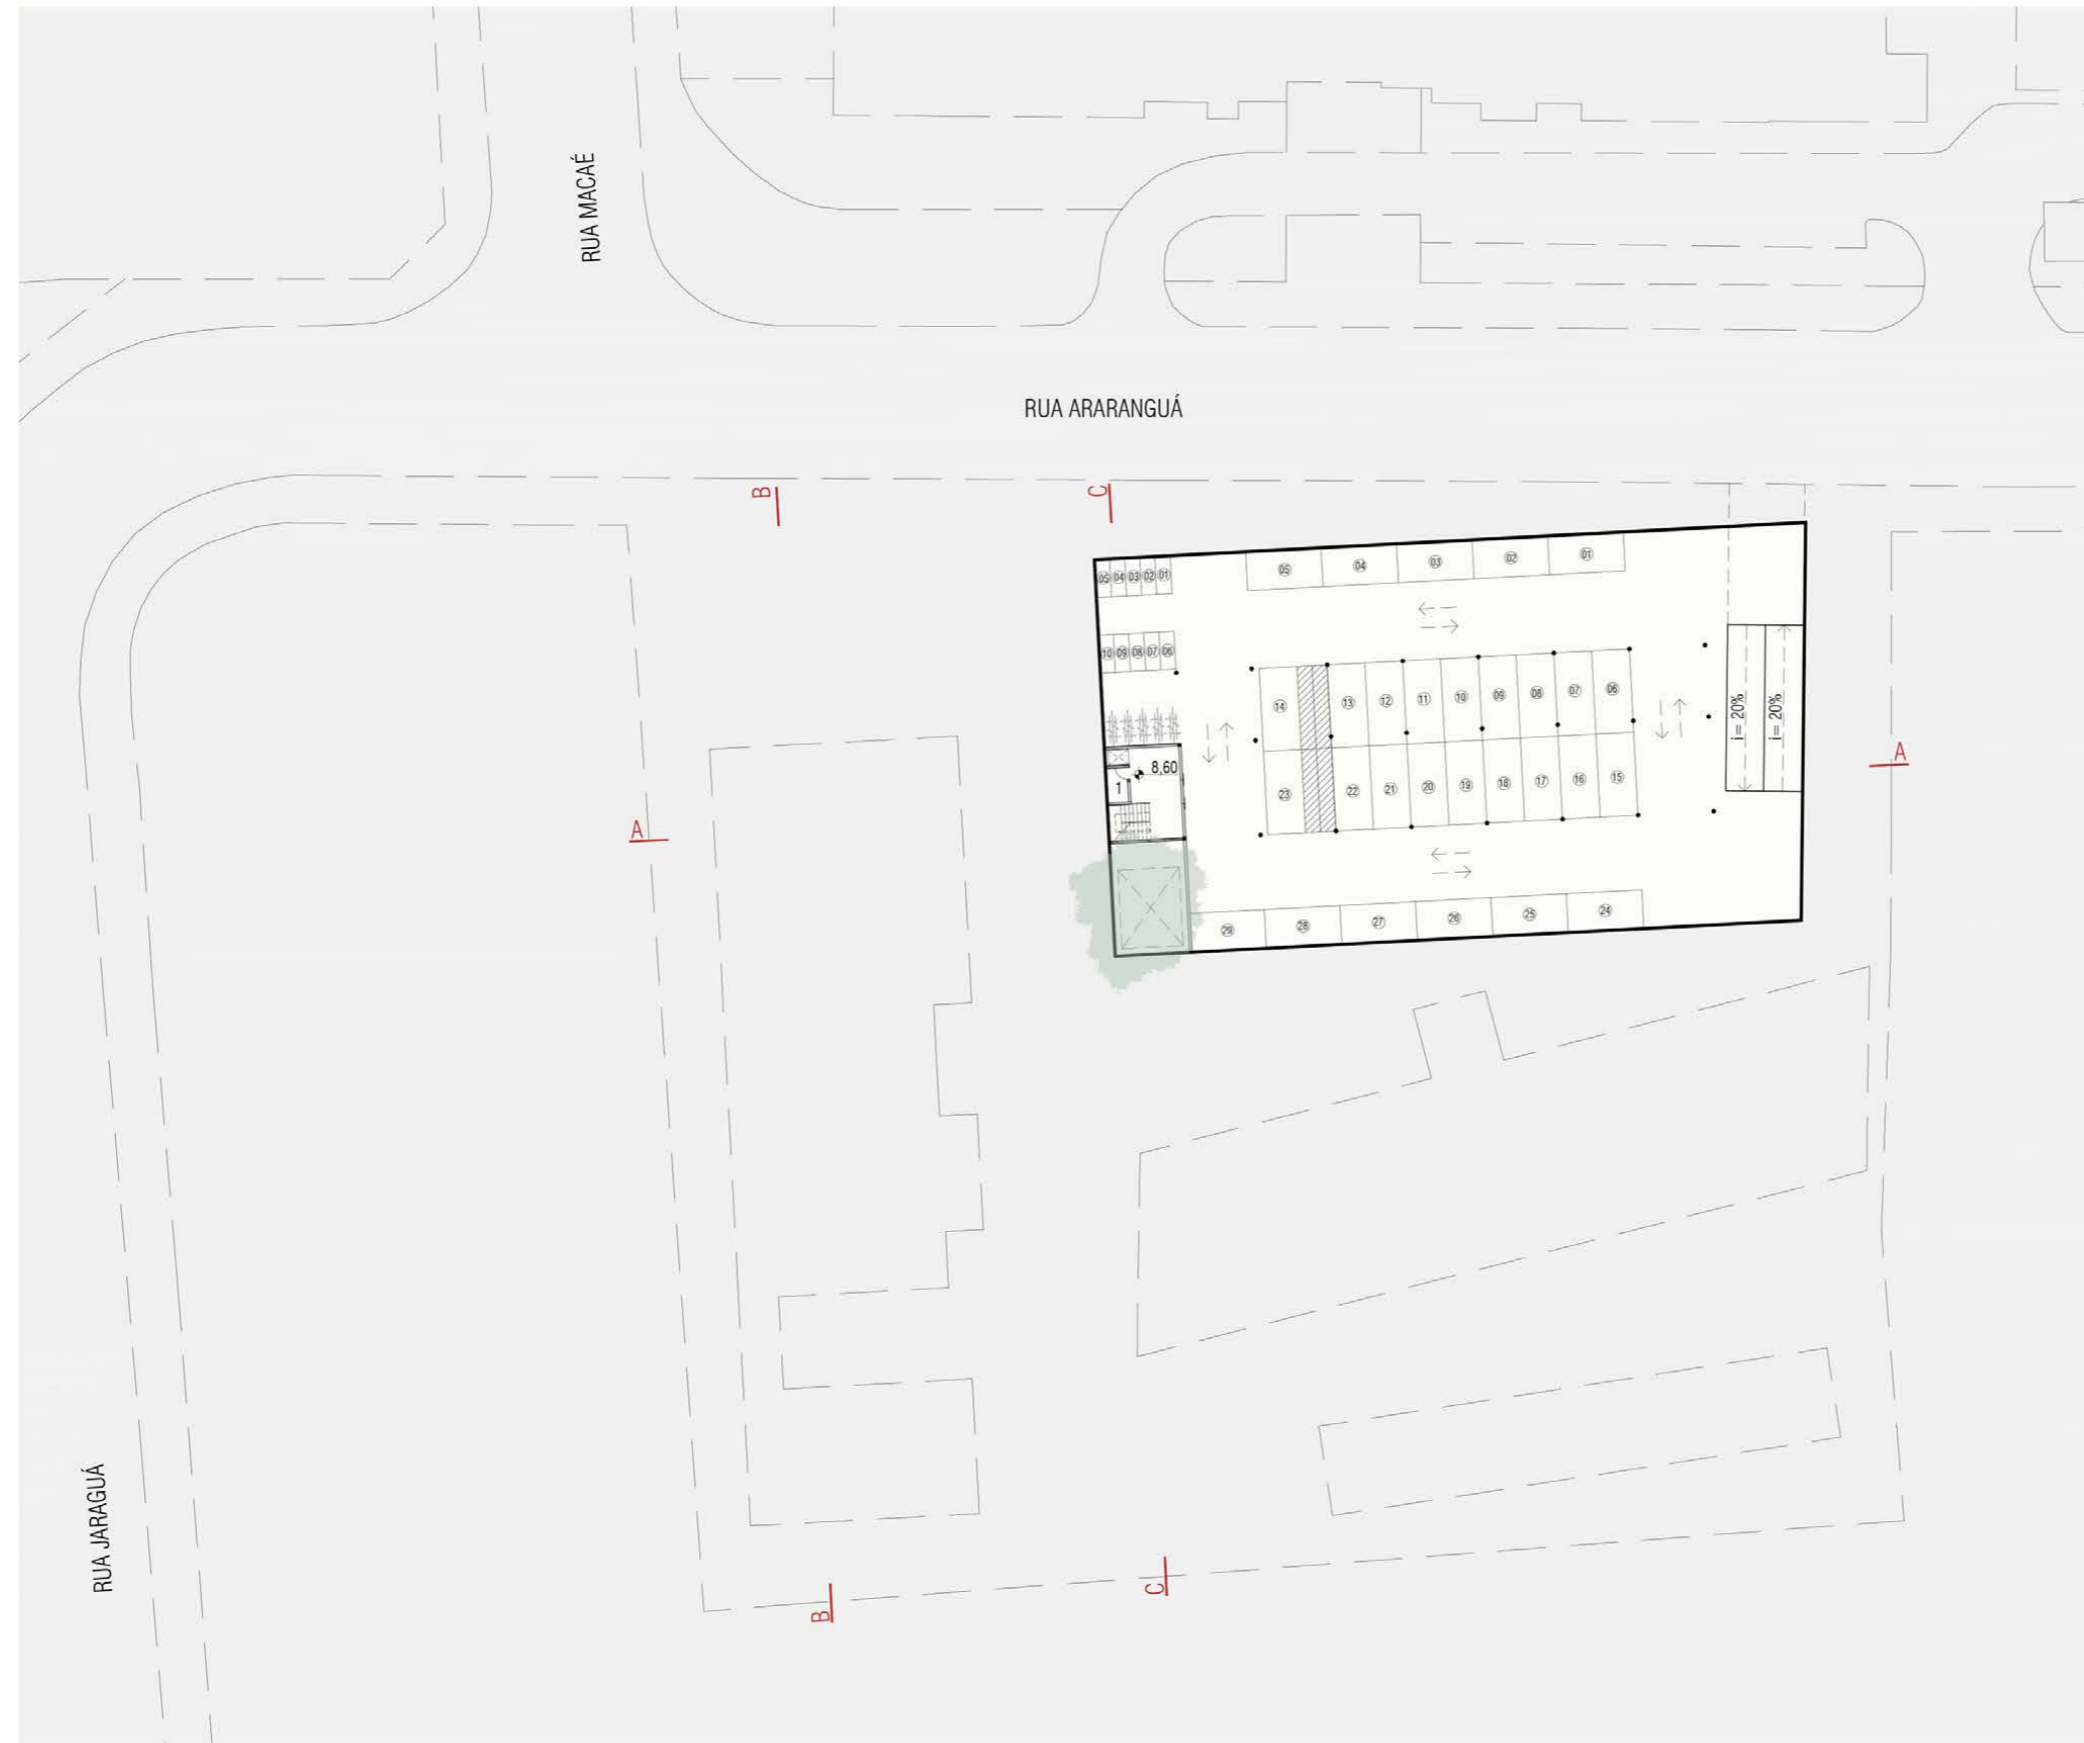 RUA MACAÉ
RUA ARARANGUÁ
B
C
05 04 03 02 01
05 04 03 02 01
10 09 08 07 06
14 13 12 11 10 09 08 07 06
i= 20%
i= 20%
8,60
1
A
23 22 21 20 19 18 17 16 15
A
29 28 27 26 25 24
RUA JARAGUÁ
C
B